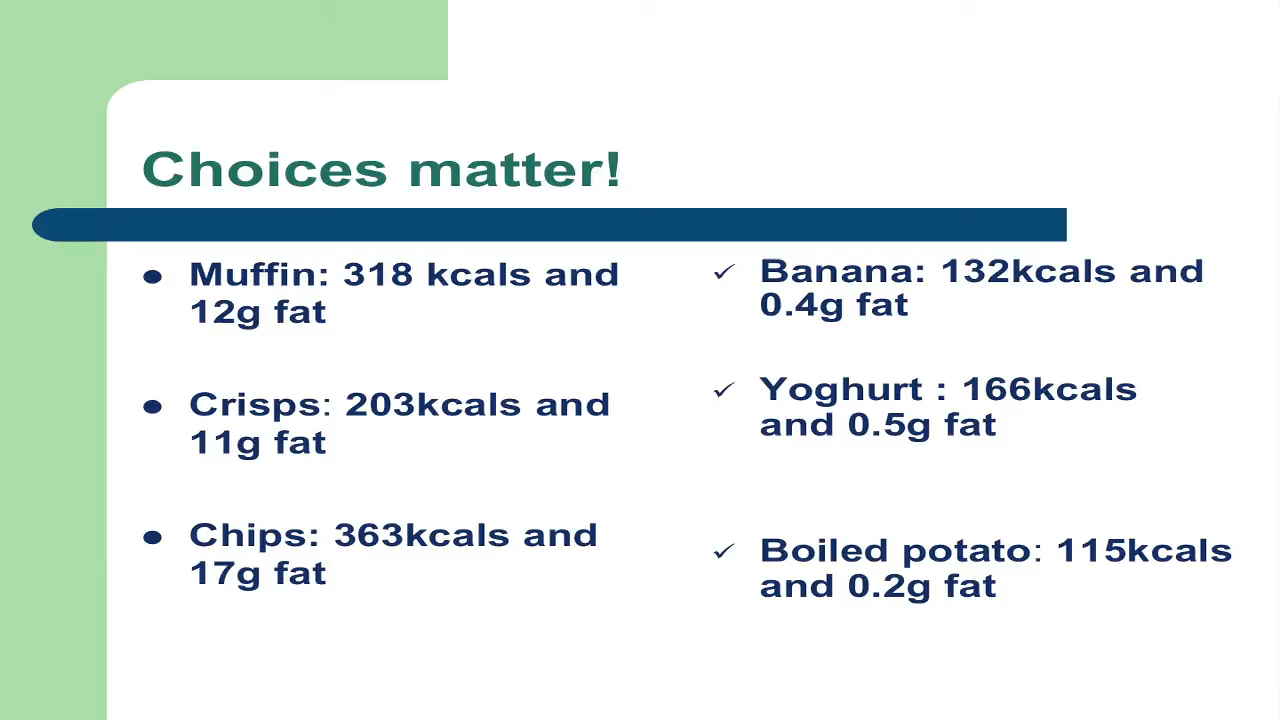 Choices matter!
Muffin: 318 kcals and
12g fat
Crisps: 203kcals and
11g fat
Chips: 363kcals and
17g fat
Banana: 132kcals and
0.4g fat
Yoghurt : 166kcals
and 0.5g fat
Boiled potato: 115kcals
and 0.2g fat